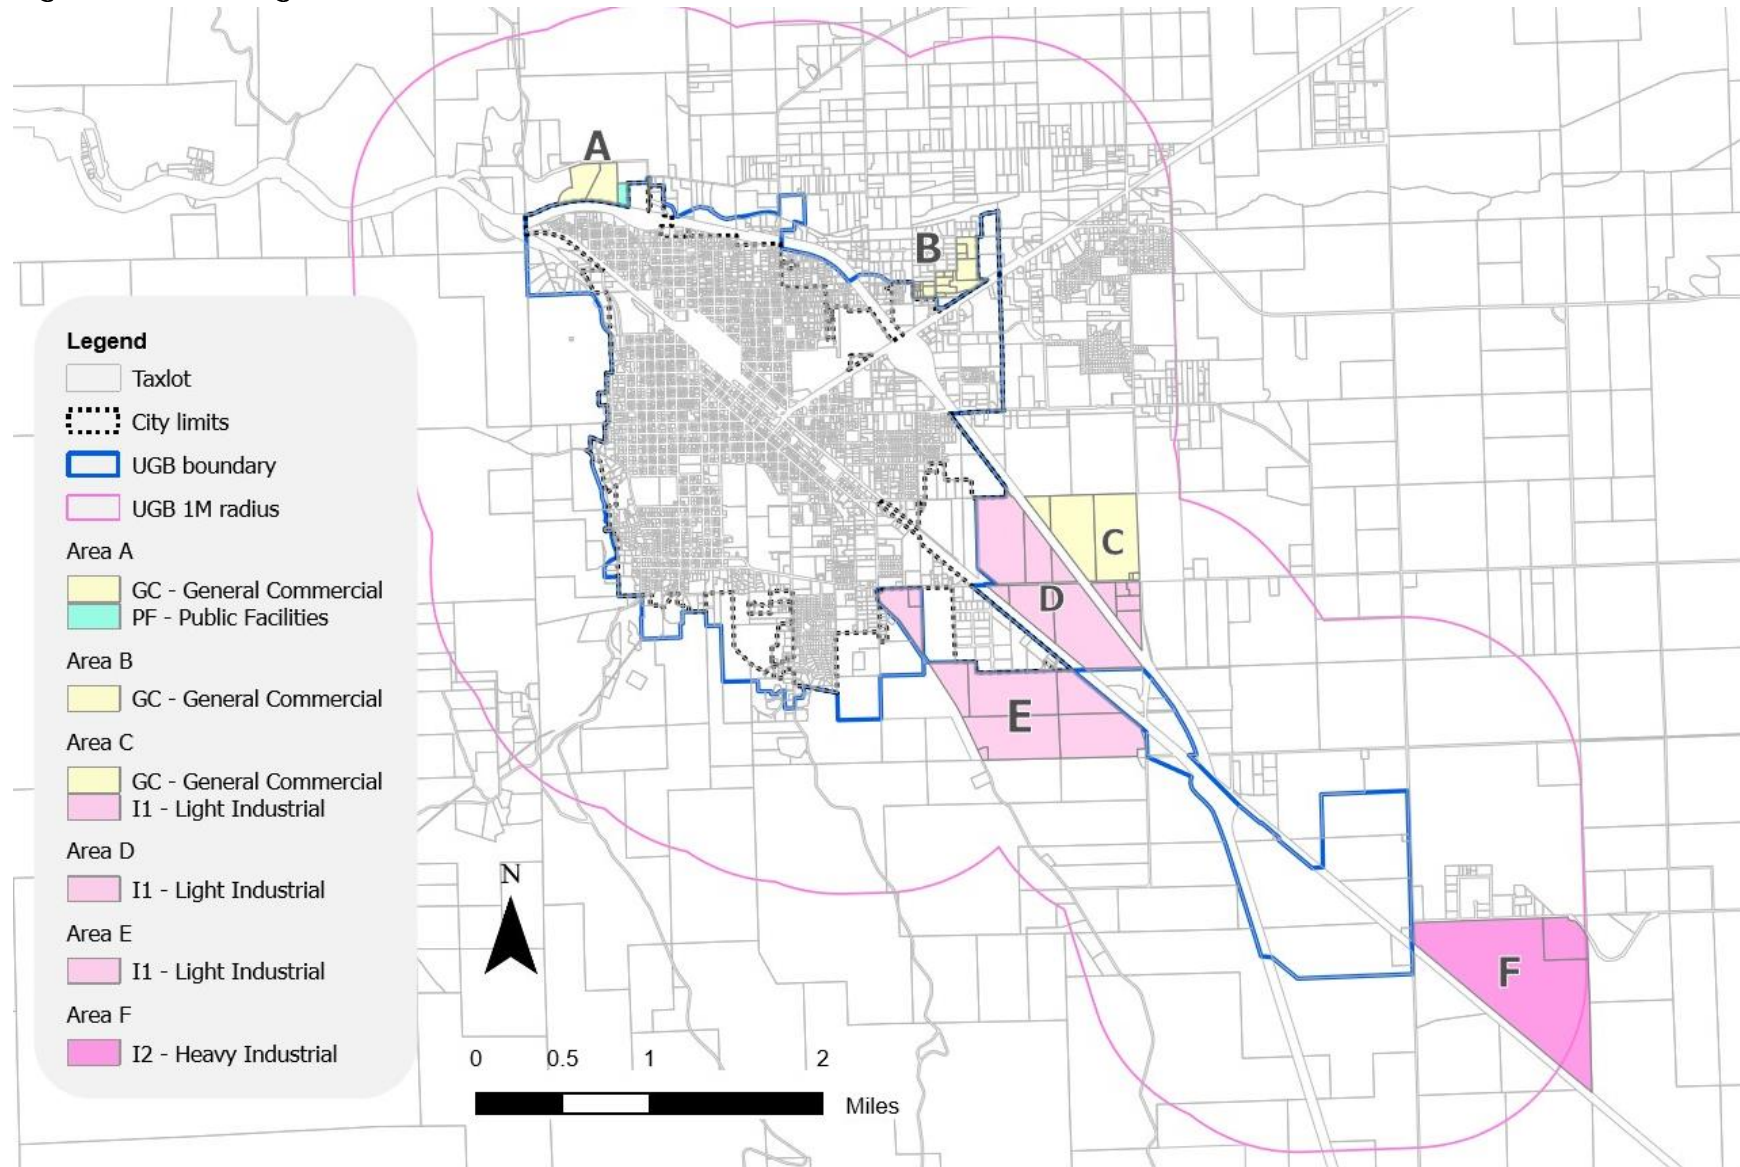 A
B
C
D
E
F
Legend
Taxlot
City limits
UGB boundary
UGB 1M radius
Area A
GC - General Commercial
PF - Public Facilities
Area B
GC - General Commercial
Area C
GC - General Commercial
I1 - Light Industrial
Area D
I1 - Light Industrial
Area E
I1 - Light Industrial
Area F
I2 - Heavy Industrial
N
0 0.5 1 2
Miles